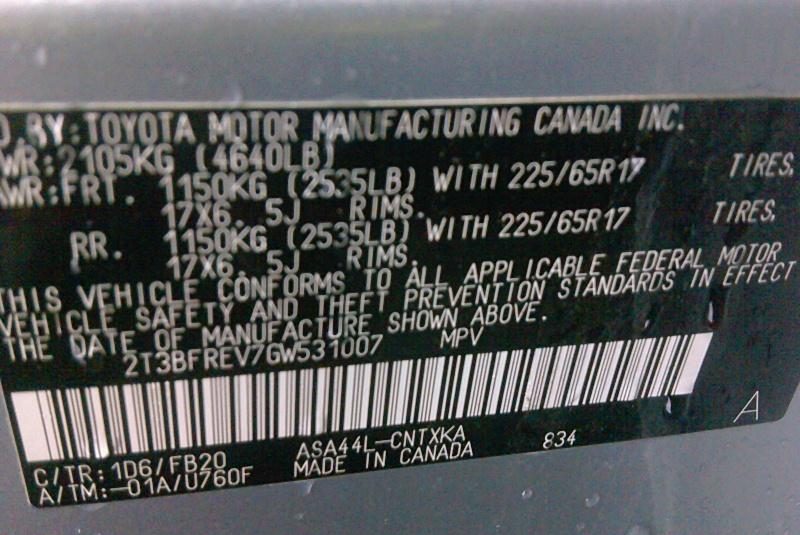 D BY: TOYOTA MOTOR MANUFACTURING CANADA INC.
WR: 2105KG (4640LB)
AWR: FRT. 1150KG (2535LB) WITH 225/65R17 TIRES,
17X6. 5J RIMS.
RR. 1150KG (2535LB) WITH 225/65R17 TIRES,
17X6. 5J RIMS.
THIS VEHICLE CONFORMS TO ALL APPLICABLE FEDERAL MOTOR
VEHICLE SAFETY AND THEFT PREVENTION STANDARDS IN EFFECT
THE DATE OF MANUFACTURE SHOWN ABOVE.
2T3BFREV7GW531007 MPV
A
C/TR: 1D6/FB20 ASA44L-CNTXKA 834
A/TM:-01A/U760F MADE IN CANADA